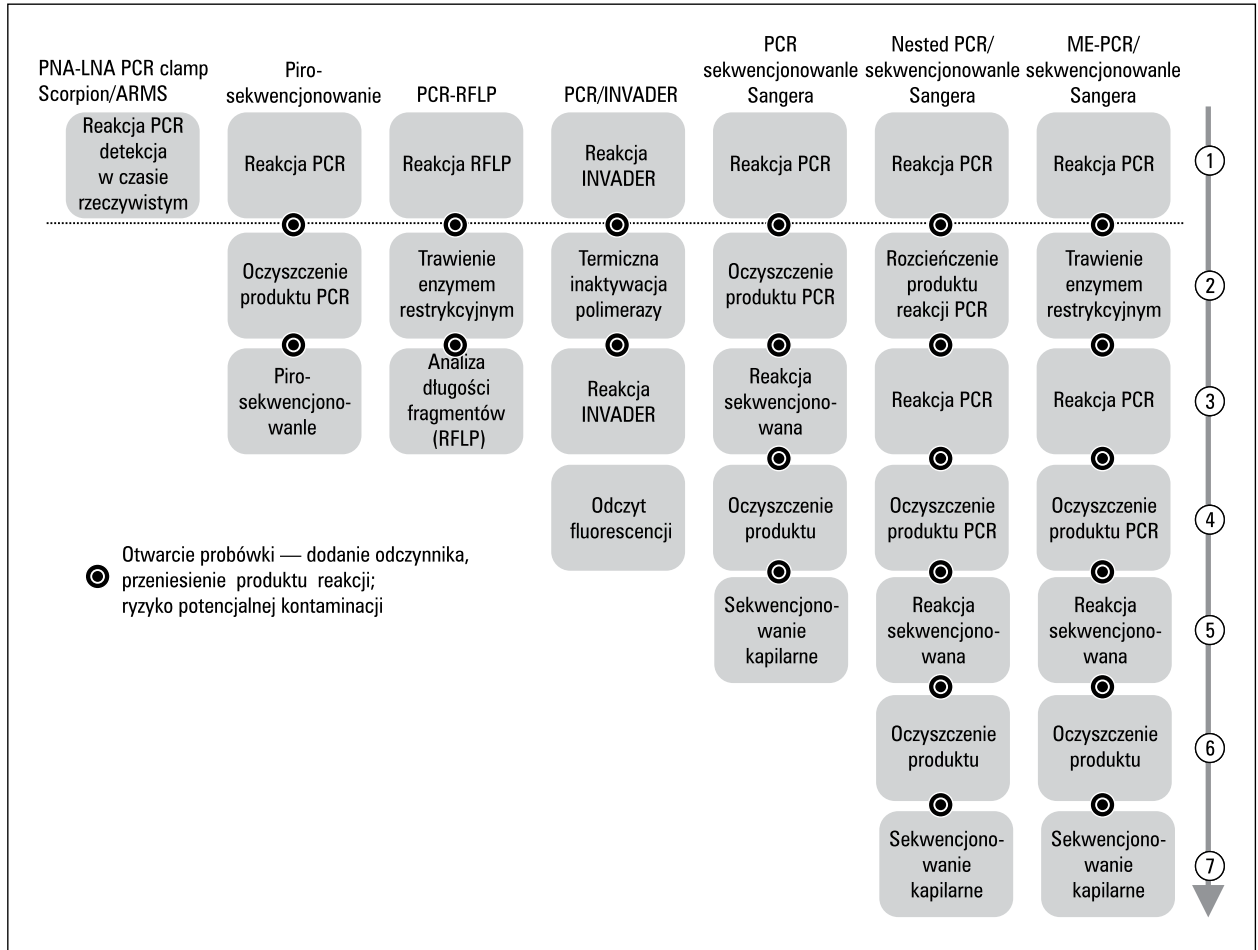 PNA-LNA PCR clamp
Scorpion/ARMS
Piro-
sekwencjonowanie
PCR-RFLP
PCR/INVADER
PCR
sekwencjonowanle
Sangera
Nested PCR/
sekwencjonowanle
Sangera
ME-PCR/
sekwencjonowanle
Sangera
Reakcja PCR
detekcja
w czasie
rzeczywistym
Reakcja PCR
Reakcja RFLP
Reakcja
INVADER
Reakcja PCR
Reakcja PCR
Reakcja PCR
1
Oczyszczenie
produktu PCR
Trawienie
enzymem
restrykcyjnym
Termiczna
inaktywacja
polimerazy
Oczyszczenie
produktu PCR
Rozcieńczenie
produktu
reakcji PCR
Trawienie
enzymem
restrykcyjnym
2
Piro-
sekwencjono-
wanle
Analiza
długości
fragmentów
(RFLP)
Reakcja
INVADER
Reakcja
sekwencjono-
wana
Reakcja PCR
Reakcja PCR
3
Odczyt
fluorescencji
Oczyszczenie
produktu
Oczyszczenie
produktu PCR
Oczyszczenie
produktu PCR
4
Otwarcie probówki — dodanie odczynnika,
przeniesienie produktu reakcji;
ryzyko potencjalnej kontaminacji
Sekwencjono-
wanie
kapilarne
Reakcja
sekwencjono-
wana
Reakcja
sekwencjono-
wana
5
Oczyszczenie
produktu
Oczyszczenie
produktu
6
Sekwencjono-
wanie
kapilarne
Sekwencjono-
wanie
kapilarne
7